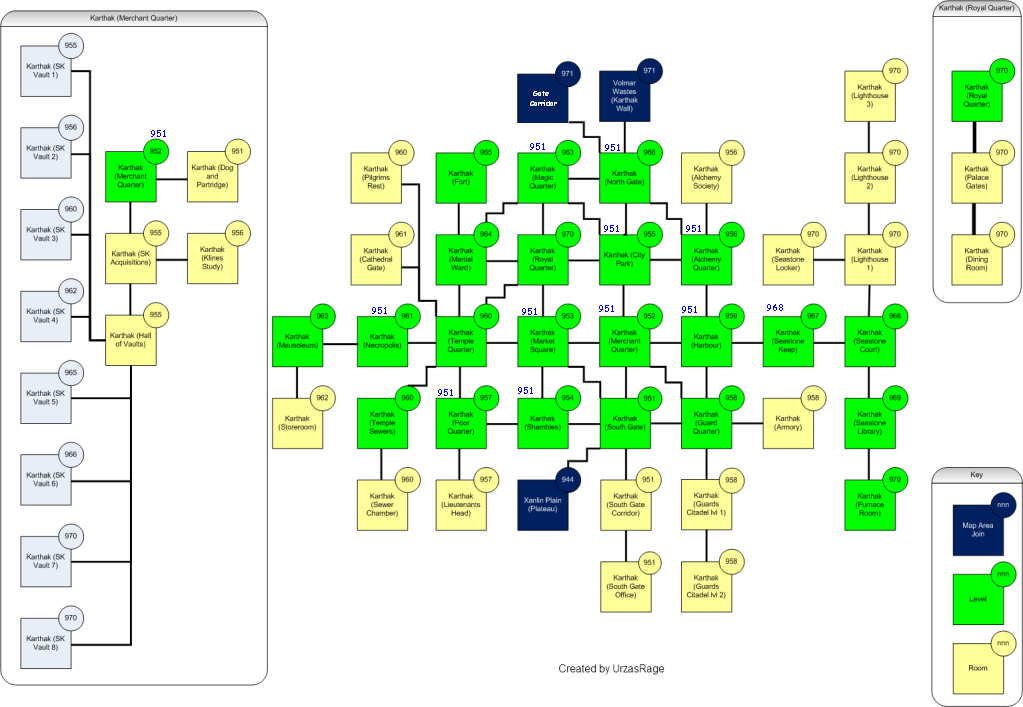 Karthak (Merchant Quarter)
955
Karthak (SK
Vault 1)
956
Karthak (SK
Vault 2)
960
Karthak (SK
Vault 3)
962
Karthak (SK
Vault 4)
965
Karthak (SK
Vault 5)
966
Karthak (SK
Vault 6)
970
Karthak (SK
Vault 7)
970
Karthak (SK
Vault 8)
951
952
Karthak
(Merchant
Quarter)
951
Karthak (Dog
and
Partridge)
955
Karthak (SK
Acquisitions)
956
Karthak
(Klines
Study)
955
Karthak (Hall
of Vaults)
971
Gate
Corridor
971
Volmar
Wastes
(Karthak
Wall)
970
Karthak
(Lighthouse
3)
960
Karthak
(Pilgrims
Rest)
965
Karthak
(Fort)
951
963
Karthak
(Magic
Quarter)
951
966
Karthak
(North Gate)
956
Karthak
(Alchemy
Society)
970
Karthak
(Lighthouse
2)
961
Karthak
(Cathedral
Gate)
964
Karthak
(Martial
Ward)
970
Karthak
(Royal
Quarter)
951
955
Karthak (City
Park)
951
956
Karthak
(Alchemy
Quarter)
970
Karthak
(Seastone
Locker)
970
Karthak
(Lighthouse
1)
962
Karthak
(Mausoleum)
951
961
Karthak
(Necropolis)
960
Karthak
(Temple
Quarter)
951
953
Karthak
(Market
Square)
951
952
Karthak
(Merchant
Quarter)
951
959
Karthak
(Harbour)
968
967
Karthak
(Seastone
Keep)
968
Karthak
(Seastone
Court)
962
Karthak
(Storeroom)
960
Karthak
(Temple
Sewers)
951
957
Karthak
(Poor
Quarter)
951
954
Karthak
(Shambles)
951
Karthak
(South Gate)
958
Karthak
(Guard
Quarter)
958
Karthak
(Armory)
969
Karthak
(Seastone
Library)
960
Karthak
(Sewer
Chamber)
957
Karthak
(Lieutenants
Head)
944
Xanlin Plain
(Plateau)
951
Karthak
(South Gate
Corridor)
958
Karthak
(Guards
Citadel lvl 1)
970
Karthak
(Furnace
Room)
951
Karthak
(South Gate
Office)
958
Karthak
(Guards
Citadel lvl 2)
Created by UrzasRage
Karthak (Royal Quarter)
970
Karthak
(Royal
Quarter)
970
Karthak
(Palace
Gates)
970
Karthak
(Dining
Room)
Key
nnn
Map Area
Join
nnn
Level
nnn
Room